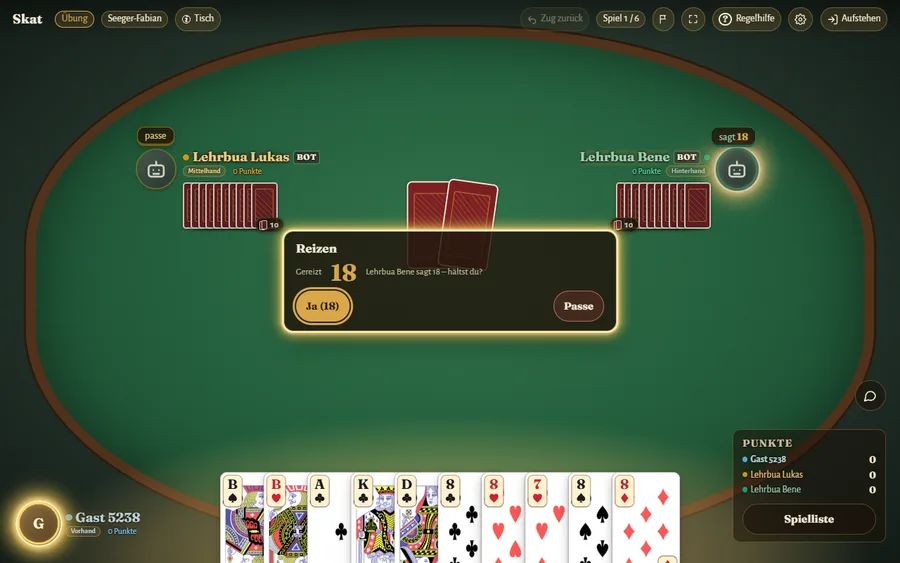 Skat
Übung
Seeger-Fabian
Tisch
Zug zurück
Spiel 1 / 6
Regelhilfe
Aufstehen
passe
Lehrbua Lukas BOT
Mittelhand 0 Punkte
10
sagt 18
Lehrbua Bene BOT
0 Punkte Hinterhand
10
Reizen
Gereizt 18 Lehrbua Bene sagt 18 – hältst du?
Ja (18)
Passe
PUNKTE
Gast 5238 0
Lehrbua Lukas 0
Lehrbua Bene 0
Spielliste
G
Gast 5238
Vorhand 0 Punkte
B B A K D 8 8 7 8 8